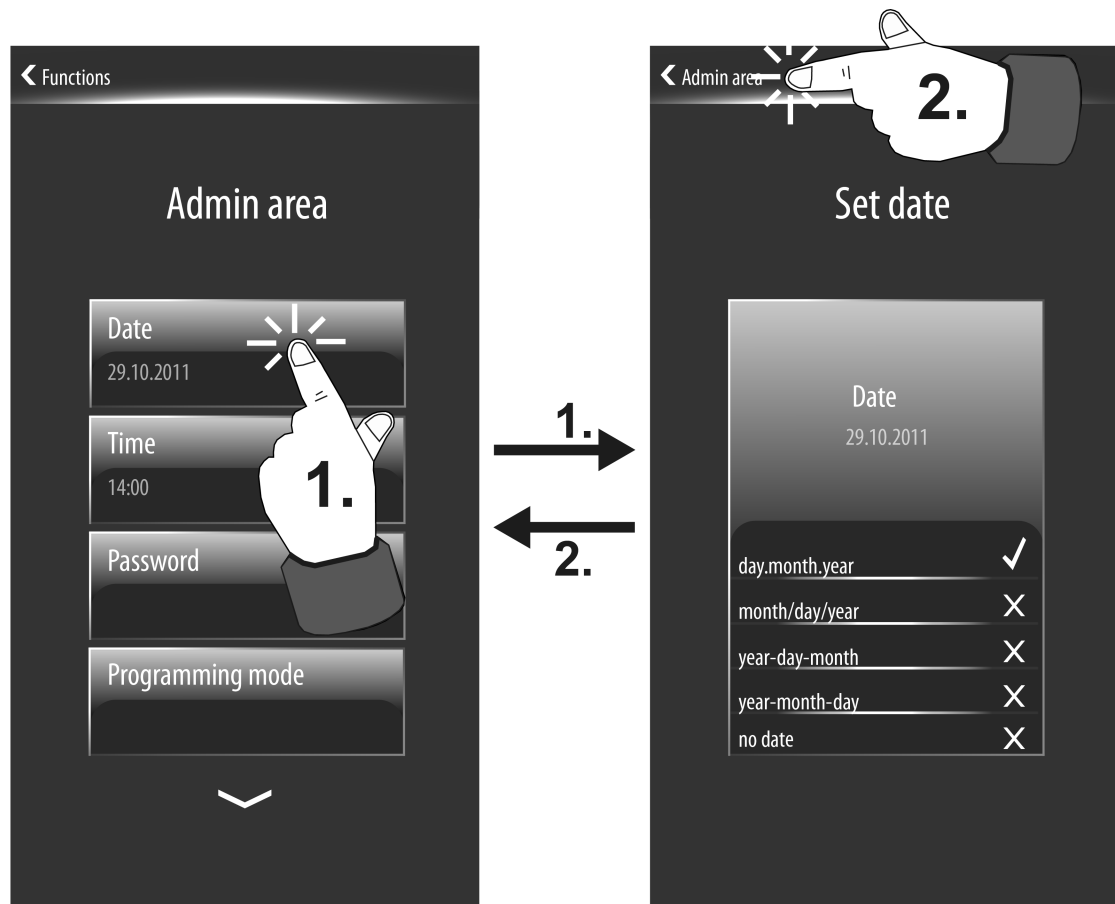 Functions
Admin area
Date
29.10.2011
Time
14:00
1.
Password
Programming mode
1.
2.
Admin area
2.
Set date
Date
29.10.2011
day.month.year
month/day/year
year-day-month
year-month-day
no date